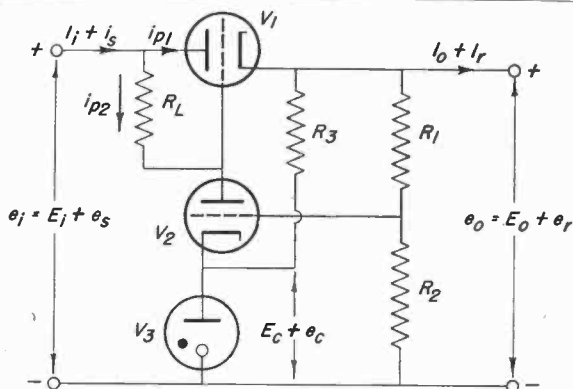 V1
+
I_i + i_s
i_p1
I_o + I_r
+
i_p2
R_L
R_3
R_1
e_i = E_i + e_s
V_2
e_o = E_o + e_r
R_2
V_3
E_c + e_c
-
-